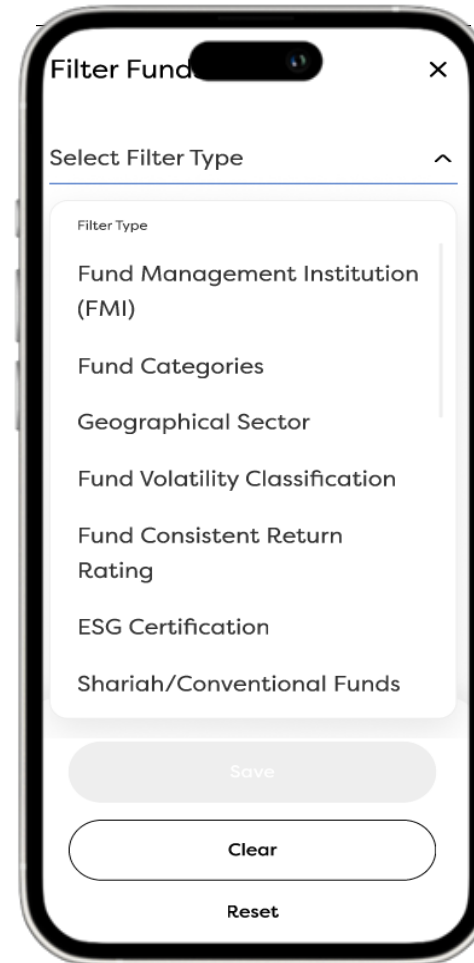 Filter Fund
Select Filter Type
Filter Type
Fund Management Institution
(FMI)
Fund Categories
Geographical Sector
Fund Volatility Classification
Fund Consistent Return
Rating
ESG Certification
Shariah/Conventional Funds
Save
Clear
Reset